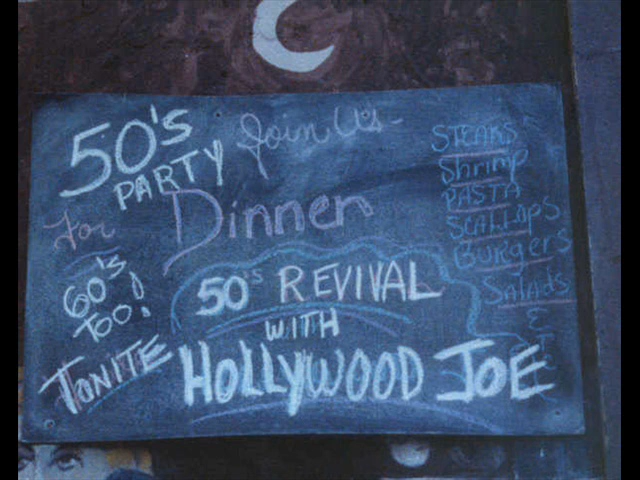 50's
PARTY
Join Us
For Dinner
60's
TOO!
TONITE
50's REVIVAL
WITH
HOLLYWOOD JOE
STEAKS
Shrimp
PASTA
SCALLOPS
Burgers
Salads
&